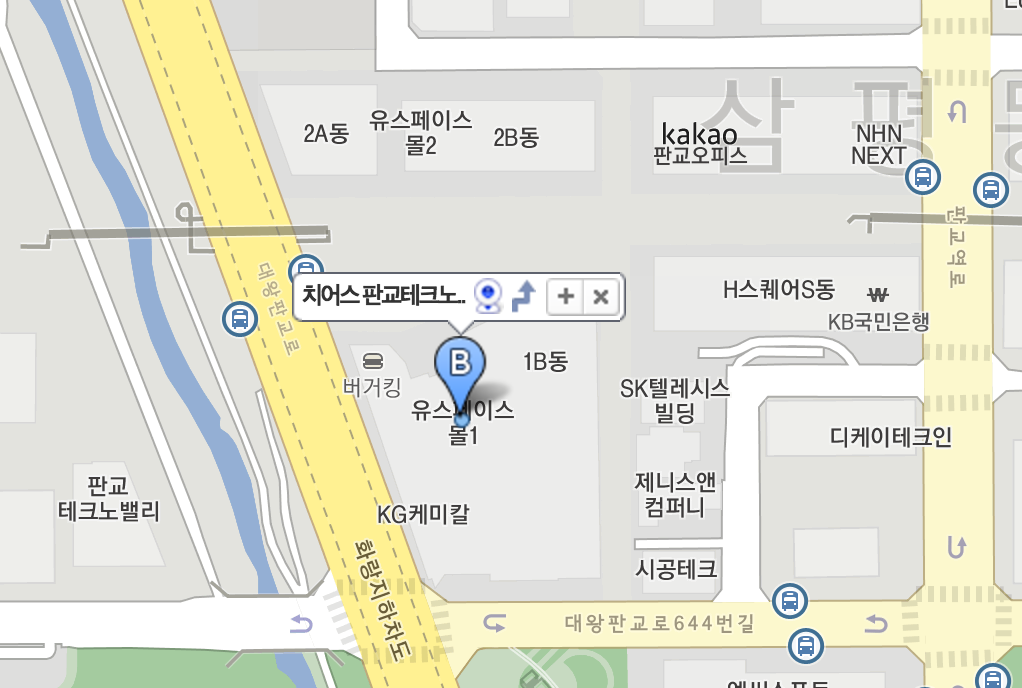 삼평동
2A동
유스페이스
몰2
2B동
kakao
판교오피스
NHN
NEXT
판교역로
대왕판교로
치어스 판교테크노..
H스퀘어S동
₩
KB국민은행
B
1B동
버거킹
유스페이스
몰1
SK텔레시스
빌딩
디케이테크인
판교
테크노밸리
제니스앤
컴퍼니
KG케미칼
시공테크
화랑지하차도
대왕판교로644번길